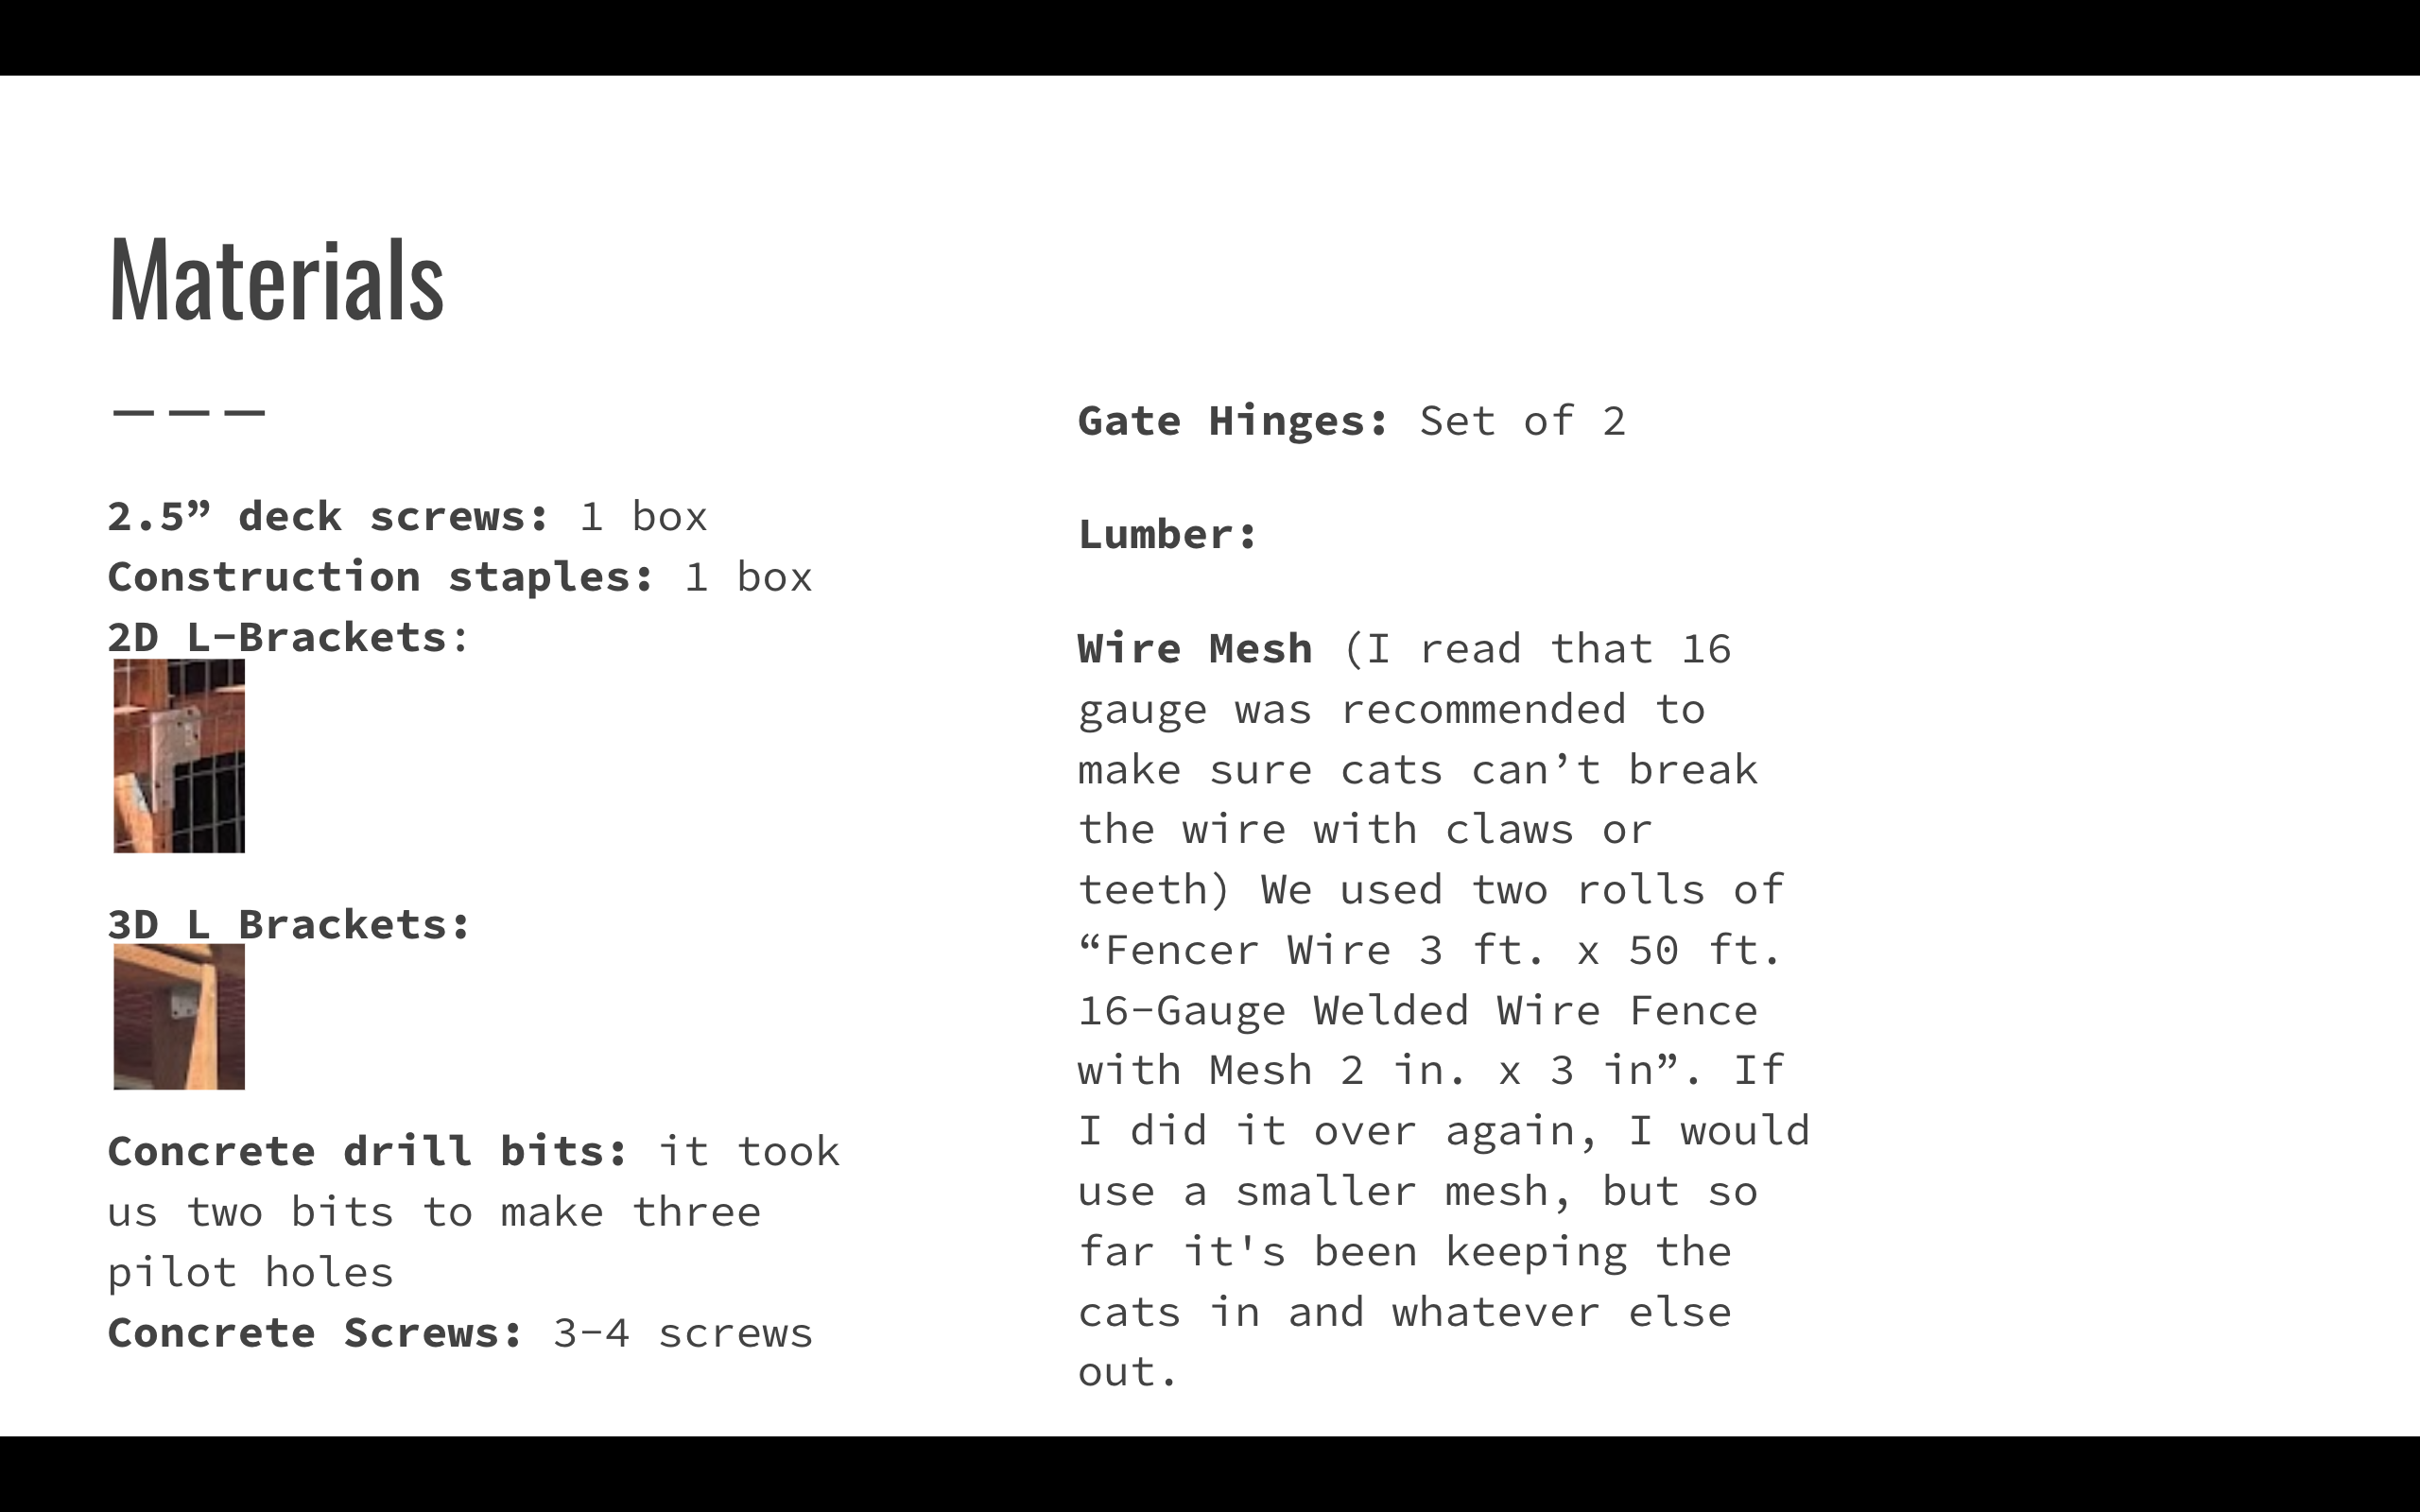 Materials
———
2.5” deck screws: 1 box
Construction staples: 1 box
2D L-Brackets:
3D L Brackets:
Concrete drill bits: it took
us two bits to make three
pilot holes
Concrete Screws: 3-4 screws
Gate Hinges: Set of 2
Lumber:
Wire Mesh (I read that 16
gauge was recommended to
make sure cats can’t break
the wire with claws or
teeth) We used two rolls of
“Fencer Wire 3 ft. x 50 ft.
16-Gauge Welded Wire Fence
with Mesh 2 in. x 3 in”. If
I did it over again, I would
use a smaller mesh, but so
far it's been keeping the
cats in and whatever else
out.